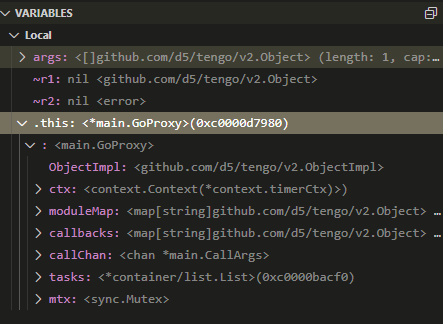 VARIABLES
Local
args: <[]github.com/d5/tengo/v2.Object> (length: 1, cap:…
~r1: nil <github.com/d5/tengo/v2.Object>
~r2: nil <error>
.this: <*main.GoProxy>(0xc0000d7980)
: <main.GoProxy>
ObjectImpl: <github.com/d5/tengo/v2.ObjectImpl>
ctx: <context.Context(*context.timerCtx)>)
moduleMap: <map[string]github.com/d5/tengo/v2.Object> …
callbacks: <map[string]github.com/d5/tengo/v2.Object> …
callChan: <chan *main.CallArgs>
tasks: <*container/list.List>(0xc0000bacf0)
mtx: <sync.Mutex>